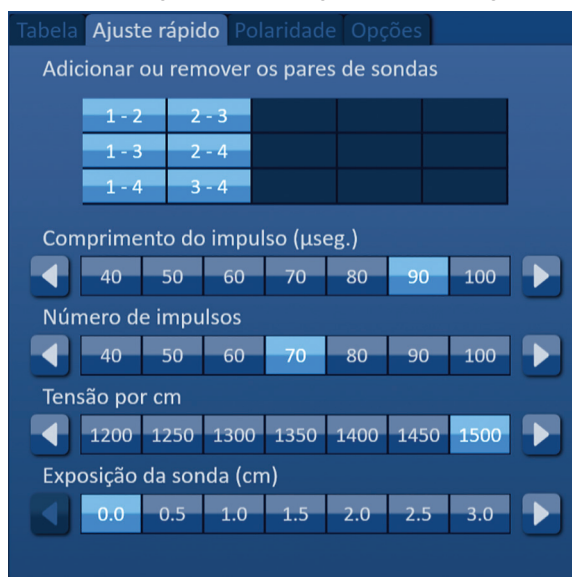 Tabela Ajuste rápido Polaridade Opções
Adicionar ou remover os pares de sondas
1 - 2 2 - 3
1 - 3 2 - 4
1 - 4 3 - 4
Comprimento do impulso (µseg.)
40 50 60 70 80 90 100
Número de impulsos
40 50 60 70 80 90 100
Tensão por cm
1200 1250 1300 1350 1400 1450 1500
Exposição da sonda (cm)
0.0 0.5 1.0 1.5 2.0 2.5 3.0